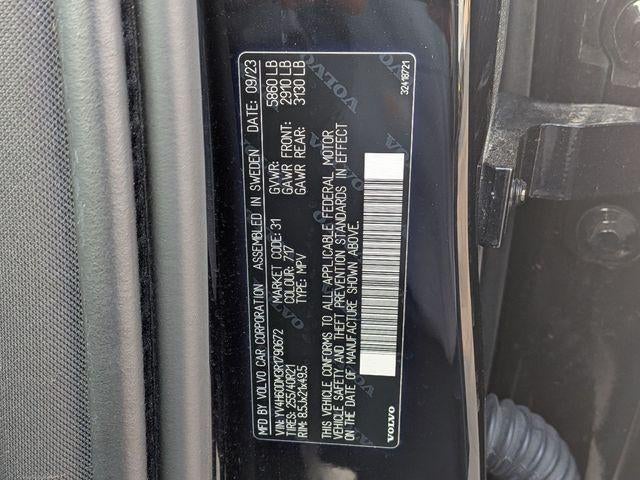 MFD BY VOLVO CAR CORPORATION ASSEMBLED IN SWEDEN DATE: 09/23
VIN: YV4H60DM3R1790672 MARKET CODE: 31 GVWR: 5860 LB
TIRES: 255/40R21 COLOUR: 717 GAWR FRONT: 2910 LB
RIM: 8.5Jx21x49.5 TYPE: MPV GAWR REAR: 3130 LB
THIS VEHICLE CONFORMS TO ALL APPLICABLE FEDERAL MOTOR
VEHICLE SAFETY AND THEFT PREVENTION STANDARDS IN EFFECT
ON THE DATE OF MANUFACTURE SHOWN ABOVE.
VOLVO 32418721